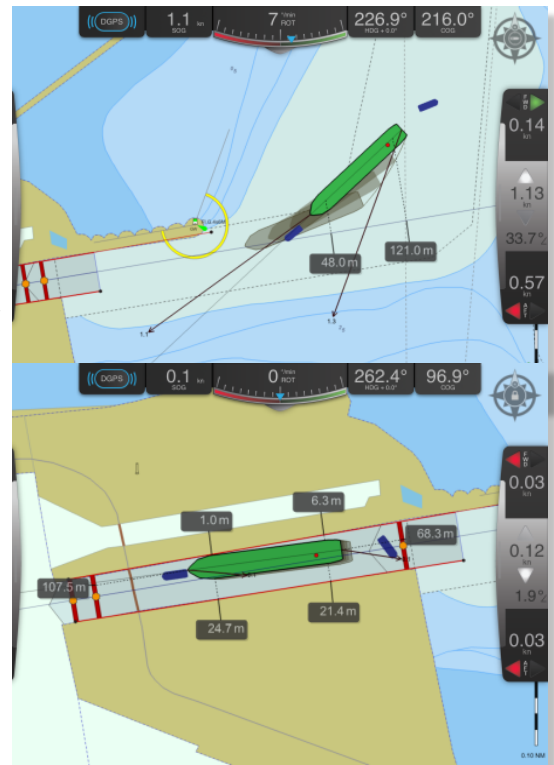 ((DGPS)) 1.1 kn SOG 7 °/min ROT 226.9° HDG + 0.0° 216.0° COG
FWD
0.14
kn
1.13
kn
33.7%
0.57
kn
AFT
48.0 m
121.0 m
1.1
1.3
((DGPS)) 0.1 kn SOG 0 °/min ROT 262.4° HDG + 0.0° 96.9° COG
FWD
0.03
kn
0.12
kn
1.9%
0.03
kn
AFT
1.0 m
6.3 m
68.3 m
107.5 m
24.7 m
21.4 m
0.10 NM